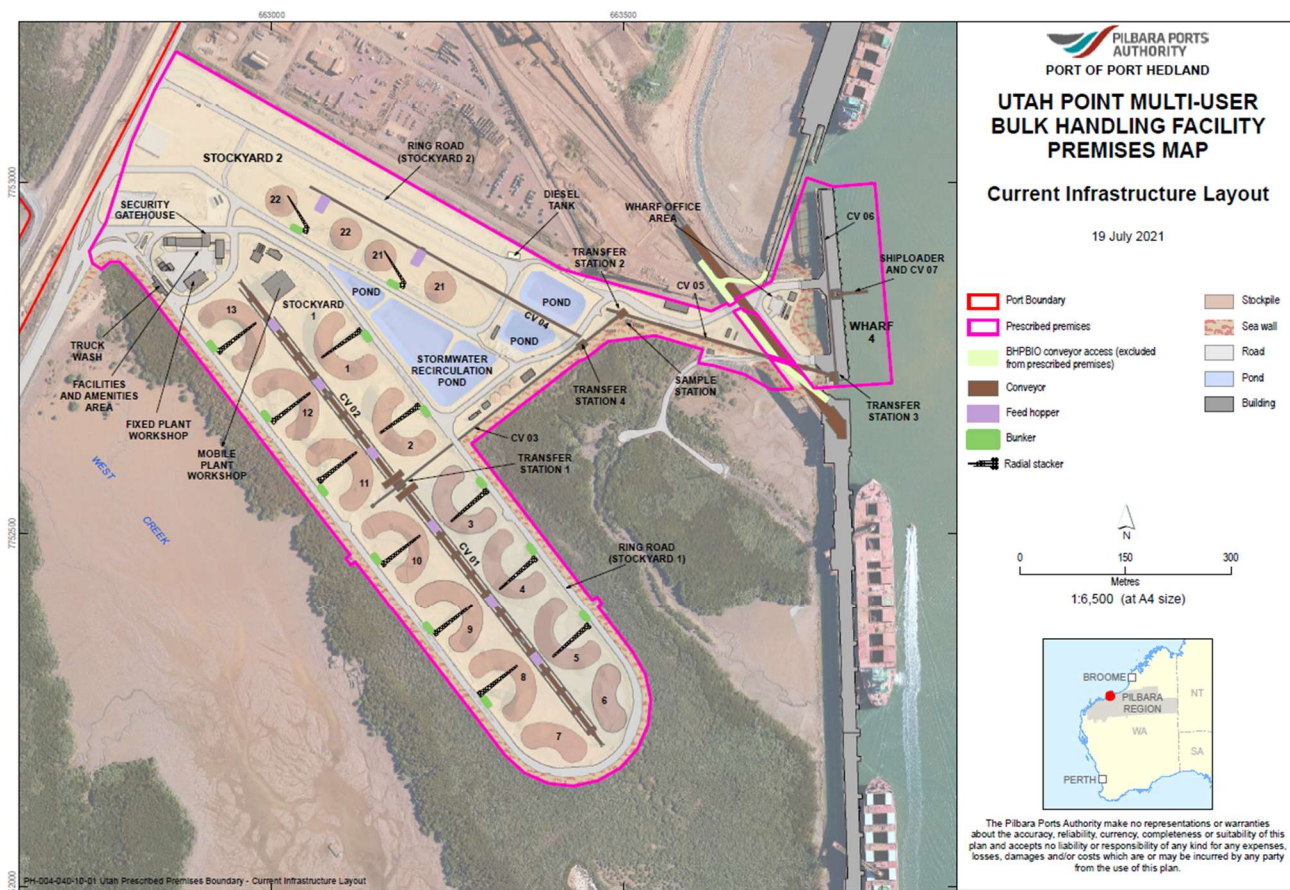 663000
663500
7753000
7752500
2000
STOCKYARD 2
RING ROAD
(STOCKYARD 2)
SECURITY
GATEHOUSE
22
22
21
21
DIESEL
TANK
WHARF OFFICE
AREA
CV 06
TRANSFER
STATION 2
SHIPLOADER
AND CV 07
CV 05
WHARF
4
POND
POND
POND
CV 04
STOCKYARD
1
STORMWATER
RECIRCULATION
POND
TRUCK
WASH
FACILITIES
AND AMENITIES
AREA
FIXED PLANT
WORKSHOP
MOBILE
PLANT
WORKSHOP
TRANSFER
STATION 4
SAMPLE
STATION
TRANSFER
STATION 3
CV 03
TRANSFER
STATION 1
CV 02
CV 01
RING ROAD
(STOCKYARD 1)
13
1
12
2
11
3
10
4
9
5
8
6
7
WEST
CREEK
PH-004-040-10-01 Utah Prescribed Premises Boundary - Current Infrastructure Layout
PILBARA PORTS
AUTHORITY
PORT OF PORT HEDLAND
UTAH POINT MULTI-USER
BULK HANDLING FACILITY
PREMISES MAP
Current Infrastructure Layout
19 July 2021
Port Boundary
Prescribed premises
BHPBIO conveyor access (excluded
from prescribed premises)
Conveyor
Feed hopper
Bunker
Radial stacker
Stockpile
Sea wall
Road
Pond
Building
N
0
150
300
Metres
1:6,500 (at A4 size)
BROOME
PILBARA
REGION
NT
WA
SA
PERTH
The Pilbara Ports Authority make no representations or warranties
about the accuracy, reliability, currency, completeness or suitability of this
plan and accepts no liability or responsibility of any kind for any expenses,
losses, damages and/or costs which are or may be incurred by any party
from the use of this plan.